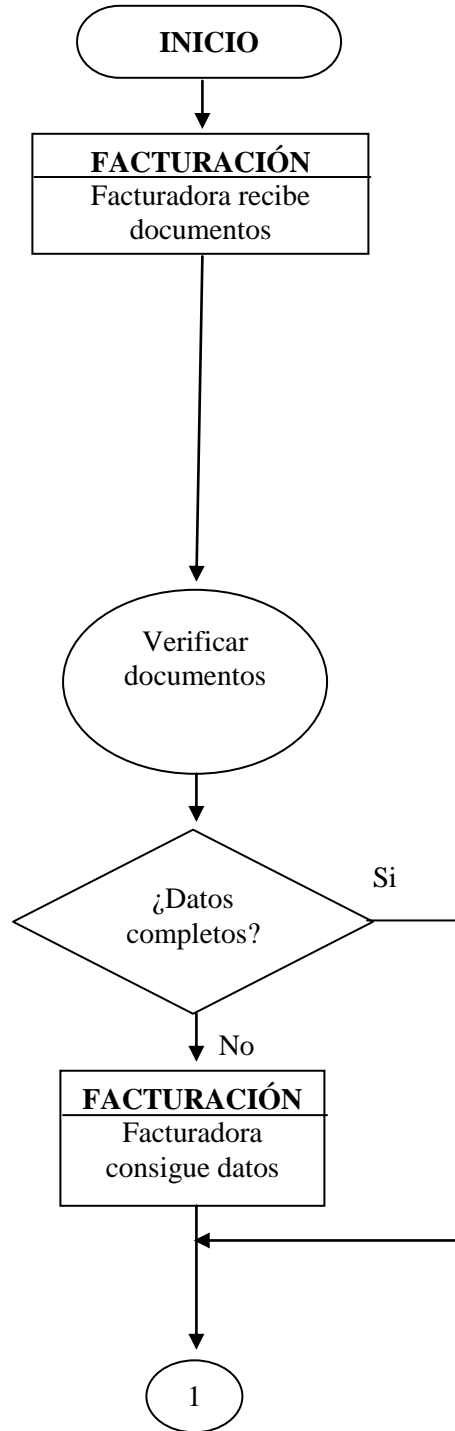 INICIO
FACTURACIÓN
Facturadora recibe
documentos
Verificar
documentos
¿Datos
completos?
Si
No
FACTURACIÓN
Facturadora
consigue datos
1